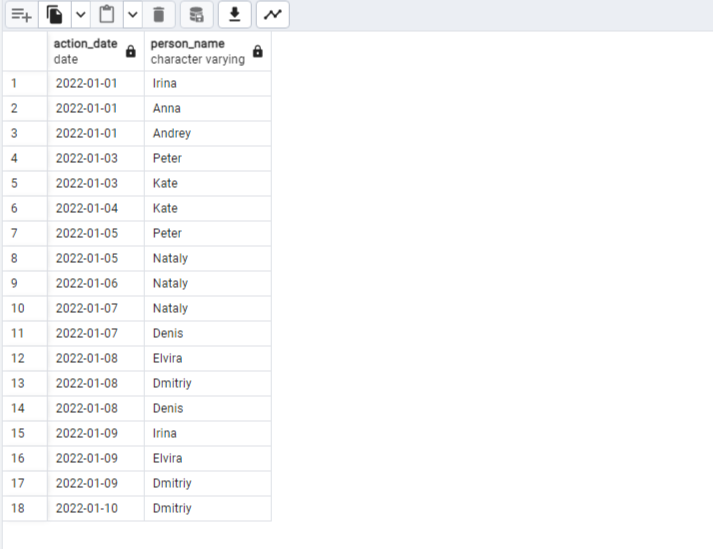 action_date person_name
date character varying
1 2022-01-01 Irina
2 2022-01-01 Anna
3 2022-01-01 Andrey
4 2022-01-03 Peter
5 2022-01-03 Kate
6 2022-01-04 Kate
7 2022-01-05 Peter
8 2022-01-05 Nataly
9 2022-01-06 Nataly
10 2022-01-07 Nataly
11 2022-01-07 Denis
12 2022-01-08 Elvira
13 2022-01-08 Dmitriy
14 2022-01-08 Denis
15 2022-01-09 Irina
16 2022-01-09 Elvira
17 2022-01-09 Dmitriy
18 2022-01-10 Dmitriy